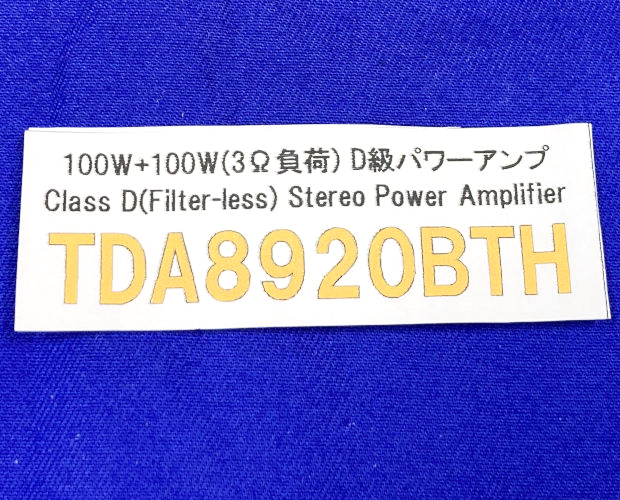 100W+100W(3Ω負荷) D級パワーアンプ
Class D(Filter-less) Stereo Power Amplifier
TDA8920BTH